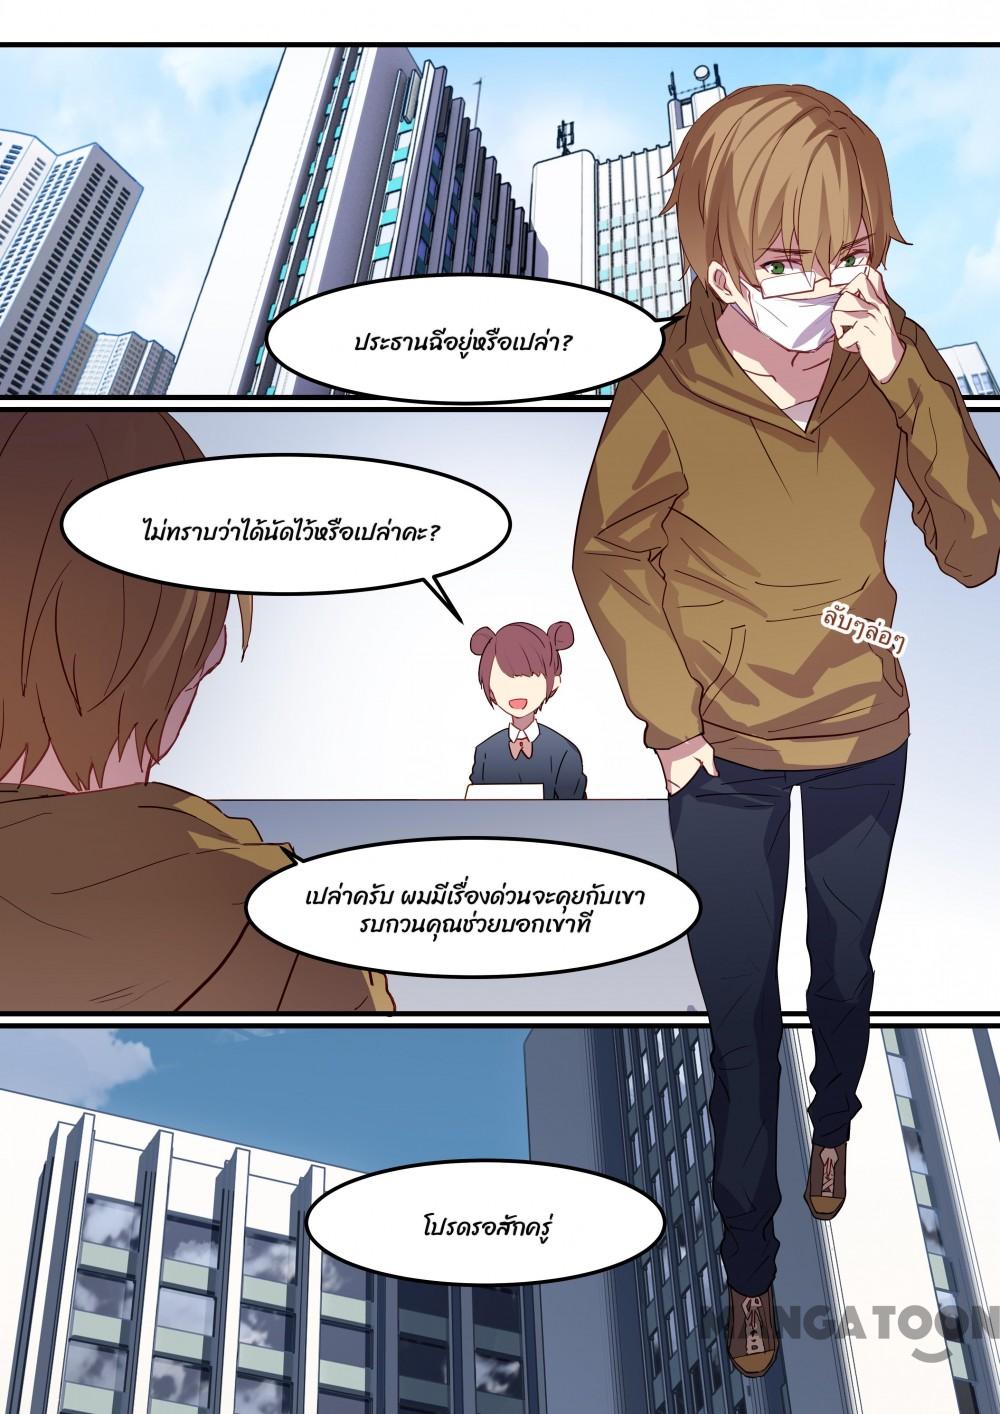 ประธานฉีอยู่หรือเปล่า?
ไม่ทราบว่าได้นัดไว้หรือเปล่าคะ?
ลับๆล่อๆ
เปล่าครับ ผมมีเรื่องด่วนจะคุยกับเขา
รบกวนคุณช่วยบอกเขาที
โปรดรอสักครู่
MANGATOON